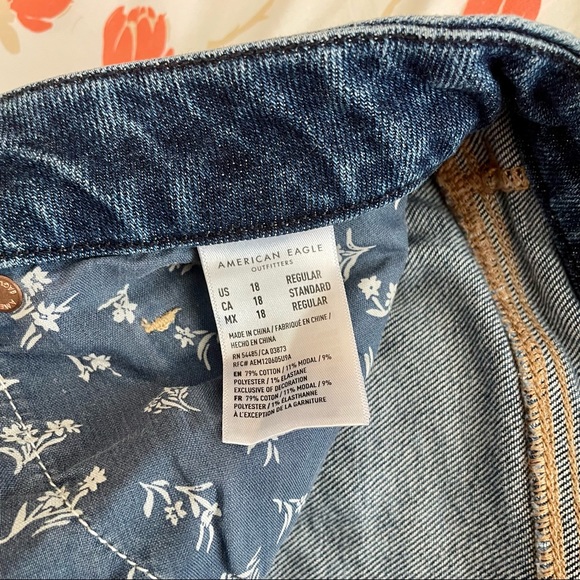 AMERICAN EAGLE
OUTFITTERS
US 18 REGULAR
CA 18 STANDARD
MX 18 REGULAR
MADE IN CHINA / FABRIQUÉ EN CHINE /
HECHO EN CHINA
RN 54485/CA 03873
RFC# AEM120605U9A
EN 79% COTTON / 11% MODAL / 9%
POLYESTER / 1% ELASTANE
EXCLUSIVE OF DECORATION
FR 79% COTON / 11% MODAL / 9%
POLYESTER / 1% ÉLASTHANNE
À L'EXCEPTION DE LA GARNITURE